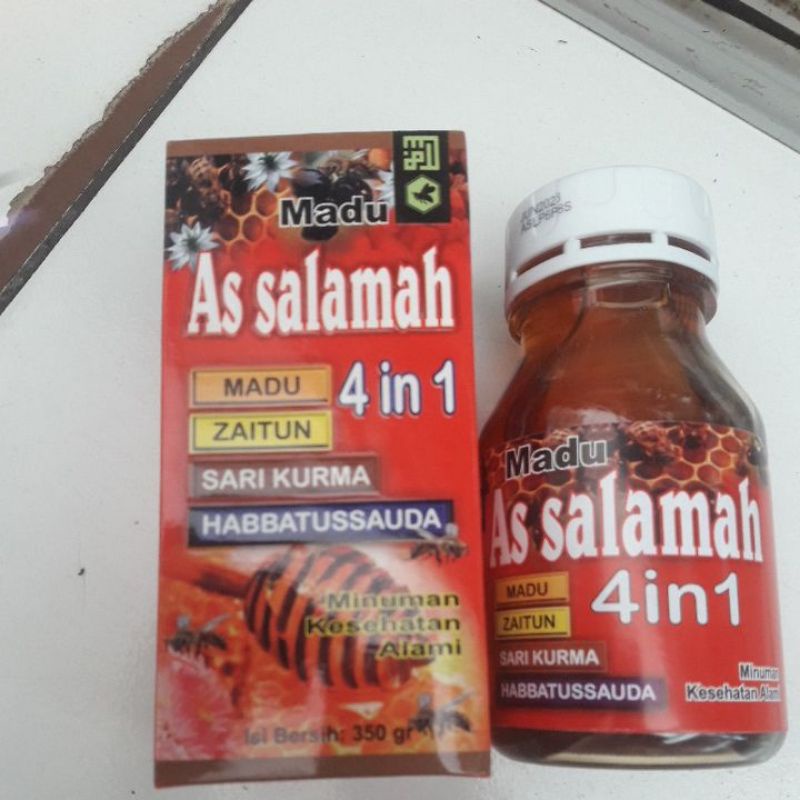 Madu
As salamah
4 in 1
MADU
ZAITUN
SARI KURMA
HABBATUSSAUDA
Minuman
Kesehatan
Alami
Isi Bersih: 350 gr
Madu
As salamah
4in1
MADU
ZAITUN
SARI KURMA
HABBATUSSAUDA
Minuman
Kesehatan Alami